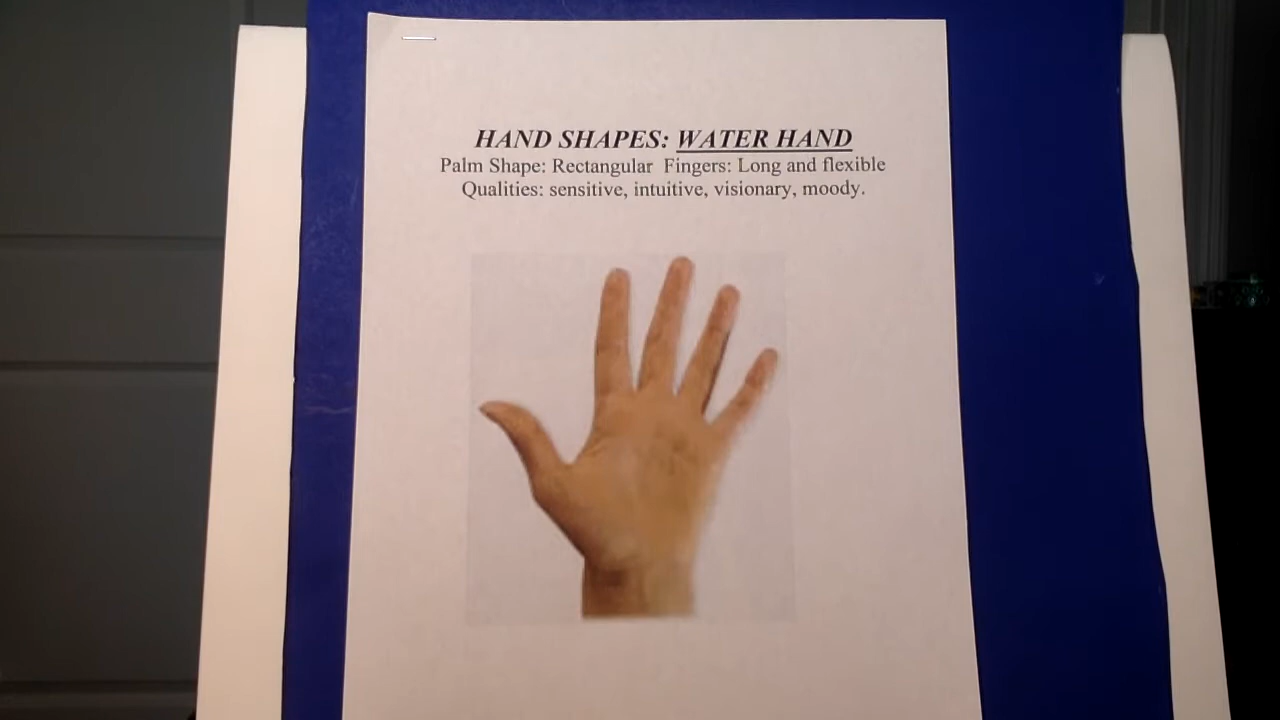 HAND SHAPES: WATER HAND
Palm Shape: Rectangular  Fingers: Long and flexible
Qualities: sensitive, intuitive, visionary, moody.